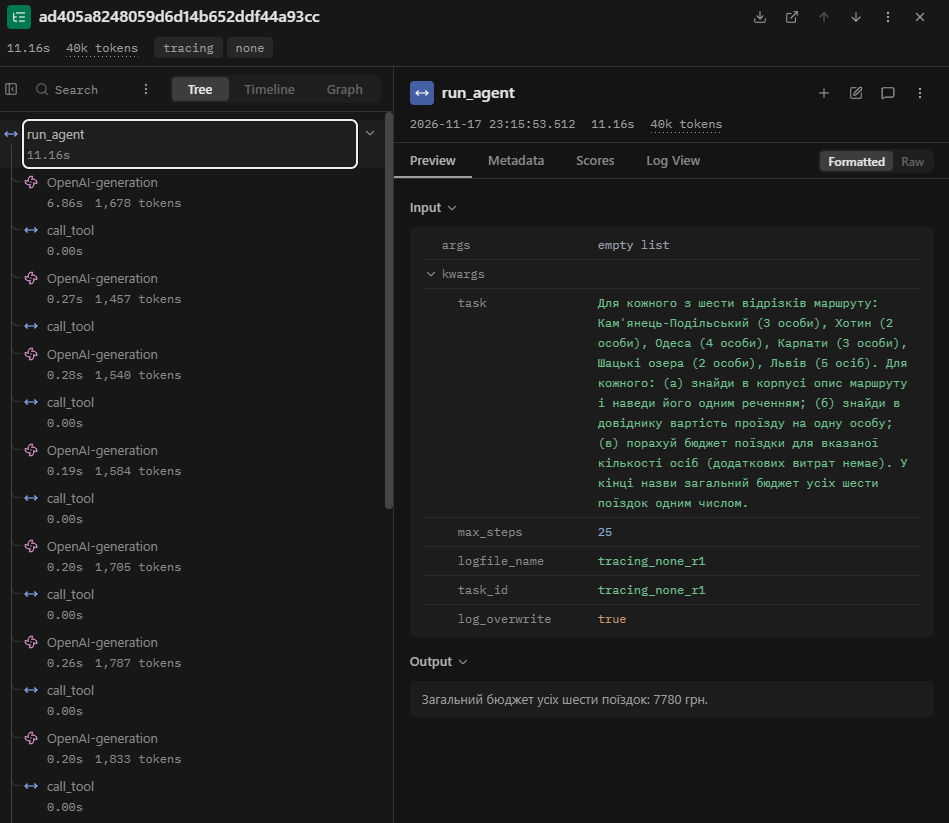 ad405a8248059d6d14b652ddf44a93cc
11.16s 40k tokens tracing none
Search
Tree Timeline Graph
run_agent
11.16s
OpenAI-generation
6.86s 1,678 tokens
call_tool
0.00s
OpenAI-generation
0.27s 1,457 tokens
call_tool
OpenAI-generation
0.28s 1,540 tokens
call_tool
0.00s
OpenAI-generation
0.19s 1,584 tokens
call_tool
0.00s
OpenAI-generation
0.20s 1,705 tokens
call_tool
0.00s
OpenAI-generation
0.26s 1,787 tokens
call_tool
0.00s
OpenAI-generation
0.20s 1,833 tokens
call_tool
0.00s
run_agent
2026-11-17 23:15:53.512 11.16s 40k tokens
Preview Metadata Scores Log View
Formatted Raw
Input
args empty list
kwargs
task Для кожного з шести відрізків маршруту:
Кам'янець-Подільський (3 особи), Хотин (2
особи), Одеса (4 особи), Карпати (3 особи),
Шацькі озера (2 особи), Львів (5 осіб). Для
кожного: (а) знайди в корпусі опис маршруту
і наведи його одним реченням; (б) знайди в
довіднику вартість проїзду на одну особу;
(в) порахуй бюджет поїздки для вказаної
кількості осіб (додаткових витрат немає). У
кінці назви загальний бюджет усіх шести
поїздок одним числом.
max_steps 25
logfile_name tracing_none_r1
task_id tracing_none_r1
log_overwrite true
Output
Загальний бюджет усіх шести поїздок: 7780 грн.